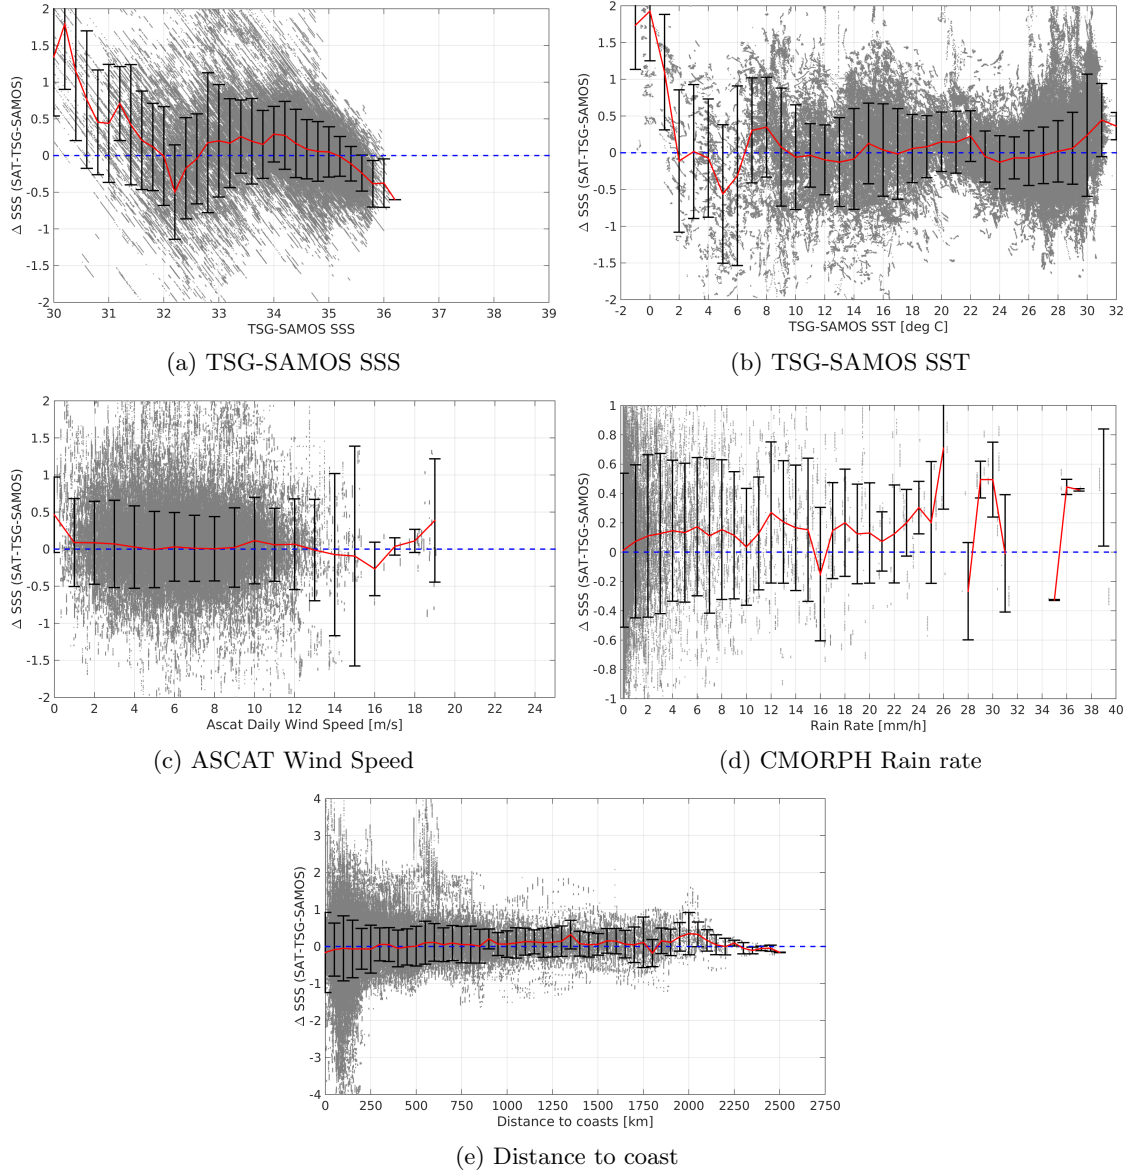 Δ SSS (SAT-TSG-SAMOS)
2
1.5
1
0.5
0
-0.5
-1
-1.5
-2
30 31 32 33 34 35 36 37 38 39
TSG-SAMOS SSS
(a) TSG-SAMOS SSS
Δ SSS (SAT-TSG-SAMOS)
2
1.5
1
0.5
0
-0.5
-1
-1.5
-2
-2 0 2 4 6 8 10 12 14 16 18 20 22 24 26 28 30 32
TSG-SAMOS SST [deg C]
(b) TSG-SAMOS SST
Δ SSS (SAT-TSG-SAMOS)
2
1.5
1
0.5
0
-0.5
-1
-1.5
-2
0 2 4 6 8 10 12 14 16 18 20 22 24
Ascat Daily Wind Speed [m/s]
(c) ASCAT Wind Speed
Δ SSS (SAT-TSG-SAMOS)
1
0.8
0.6
0.4
0.2
0
-0.2
-0.4
-0.6
-0.8
-1
0 2 4 6 8 10 12 14 16 18 20 22 24 26 28 30 32 34 36 38 40
Rain Rate [mm/h]
(d) CMORPH Rain rate
Δ SSS (SAT-TSG-SAMOS)
4
3
2
1
0
-1
-2
-3
-4
0 250 500 750 1000 1250 1500 1750 2000 2250 2500 2750
Distance to coasts [km]
(e) Distance to coast